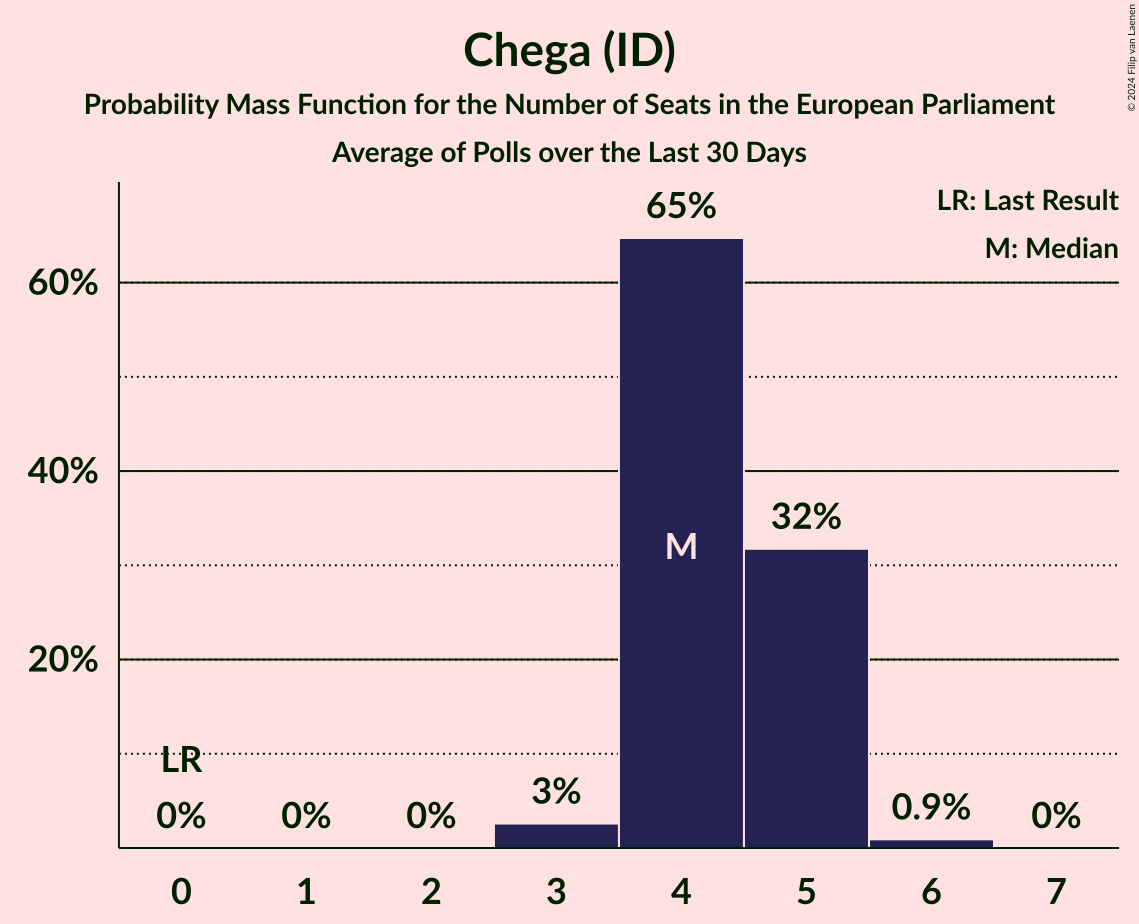 Chega (ID)
Probability Mass Function for the Number of Seats in the European Parliament
Average of Polls over the Last 30 Days
© 2024 Filip van Laenen
LR: Last Result
M: Median
60%
40%
20%
LR
0%
0%
0%
3%
65%
M
32%
0.9%
0%
0 1 2 3 4 5 6 7